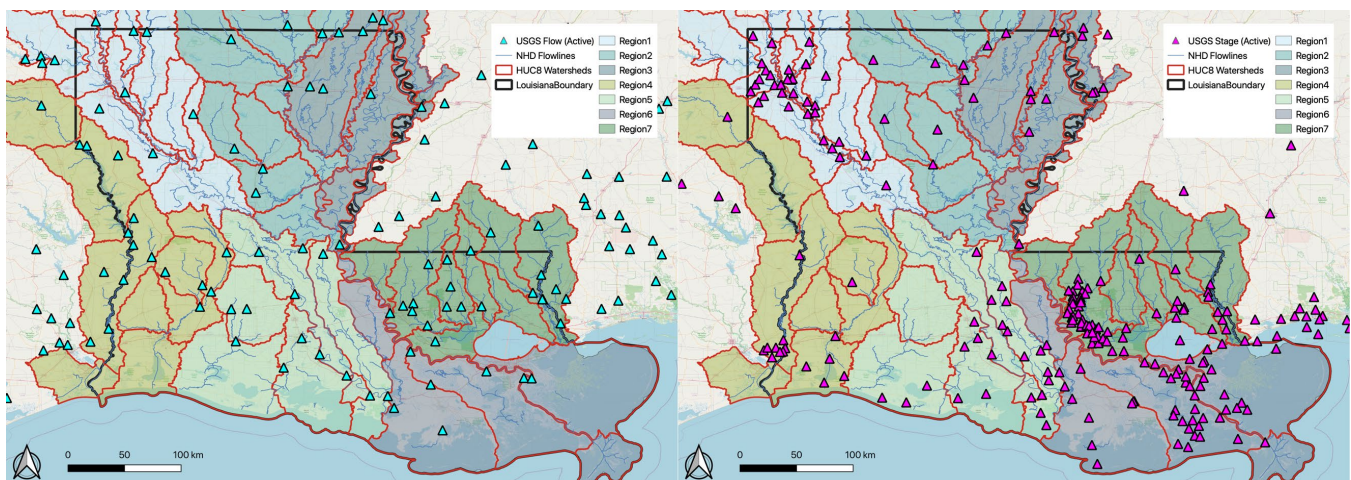 USGS Flow (Active)
NHD Flowlines
HUC8 Watersheds
LouisianaBoundary
Region1
Region2
Region3
Region4
Region5
Region6
Region7
0 50 100 km
USGS Stage (Active)
NHD Flowlines
HUC8 Watersheds
LouisianaBoundary
Region1
Region2
Region3
Region4
Region5
Region6
Region7
0 50 100 km